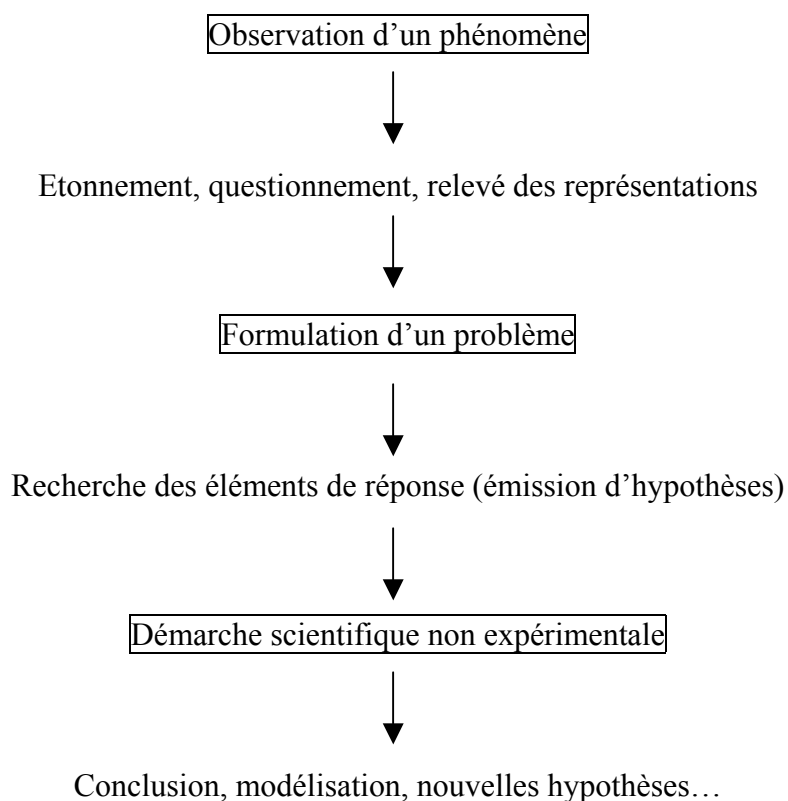 Observation d’un phénomène
Etonnement, questionnement, relevé des représentations
Formulation d’un problème
Recherche des éléments de réponse (émission d’hypothèses)
Démarche scientifique non expérimentale
Conclusion, modélisation, nouvelles hypothèses…